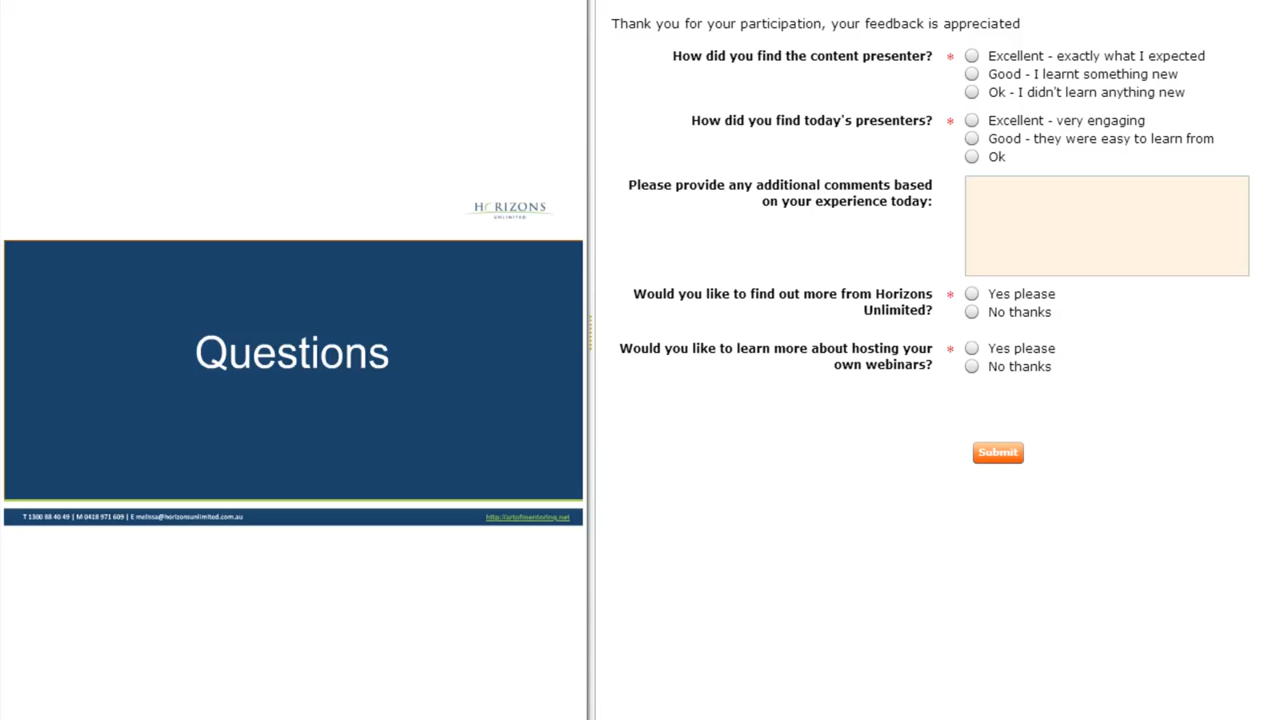 HORIZONS
UNLIMITED
Questions
T 1300 88 40 49 | M 0418 971 609 | E melissa@horizonsunlimited.com.au
http://artofmentoring.net
Thank you for your participation, your feedback is appreciated
How did you find the content presenter? *
Excellent - exactly what I expected
Good - I learnt something new
Ok - I didn't learn anything new
How did you find today's presenters? *
Excellent - very engaging
Good - they were easy to learn from
Ok
Please provide any additional comments based
on your experience today:
Would you like to find out more from Horizons
Unlimited? *
Yes please
No thanks
Would you like to learn more about hosting your
own webinars? *
Yes please
No thanks
Submit